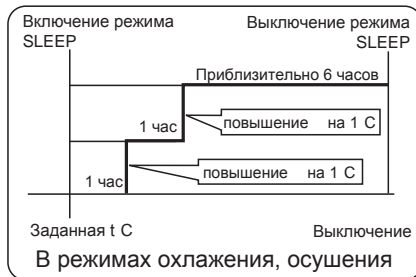 Включение режима SLEEP
Выключение режима SLEEP
Приблизительно 6 часов
1 час
повышение на 1 С
1 час
повышение на 1 С
Заданная t С
Выключение
В режимах охлажения, осушения